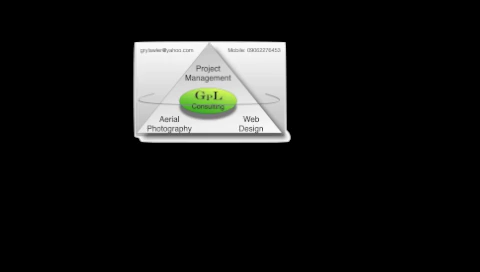 Mobile: 09062276453
Project
Management
GpL
Consulting
Aerial
Photography
Web
Design